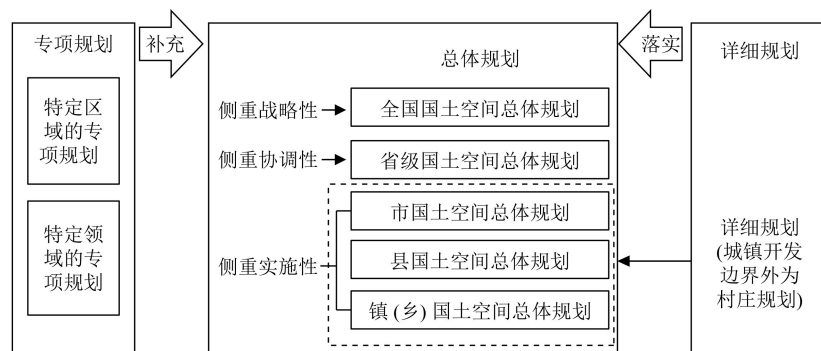 专项规划
特定区
域的专
项规划
特定领
域的专
项规划
补充
总体规划
侧重战略性
全国国土空间总体规划
侧重协调性
省级国土空间总体规划
侧重实施性
市国土空间总体规划
县国土空间总体规划
镇(乡)国土空间总体规划
落实
详细规划
详细规划
(城镇开发
边界外为
村庄规划)